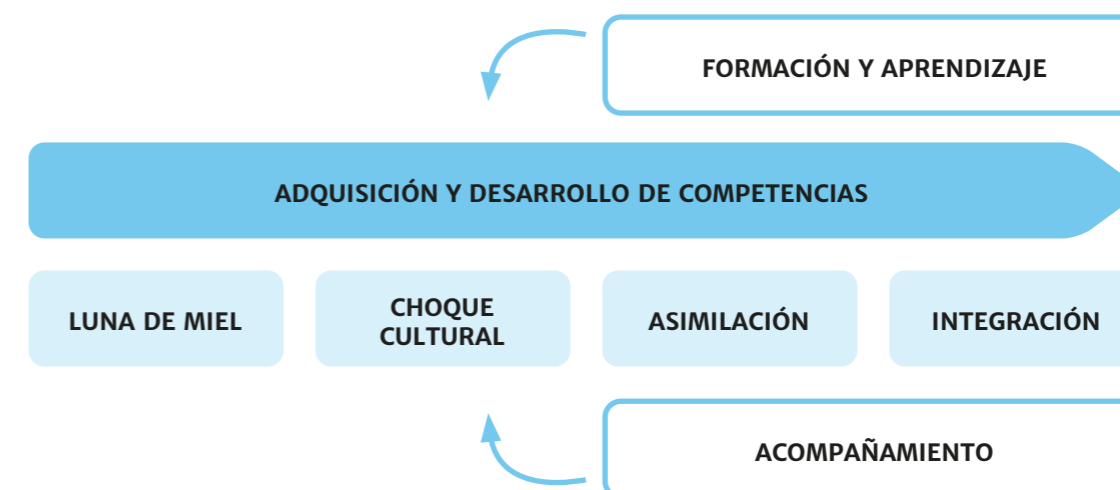 FORMACIÓN Y APRENDIZAJE
ADQUISICIÓN Y DESARROLLO DE COMPETENCIAS
LUNA DE MIEL
CHOQUE
CULTURAL
ASIMILACIÓN
INTEGRACIÓN
ACOMPAÑAMIENTO